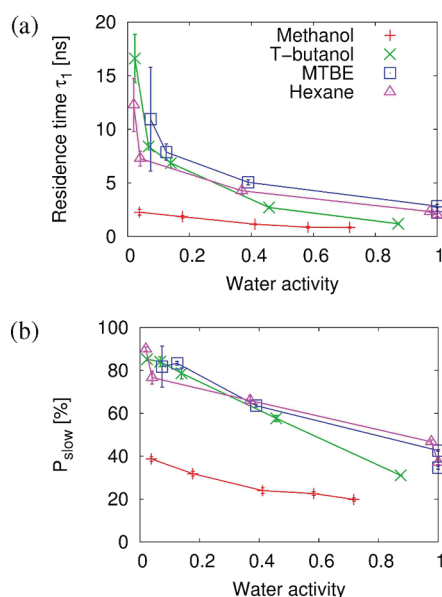 (a)
Residence time τ₁ [ns]
20
15
10
5
0
Methanol
T-butanol
MTBE
Hexane
0 0.2 0.4 0.6 0.8 1
Water activity
(b)
P_slow [%]
100
80
60
40
20
0
0 0.2 0.4 0.6 0.8 1
Water activity